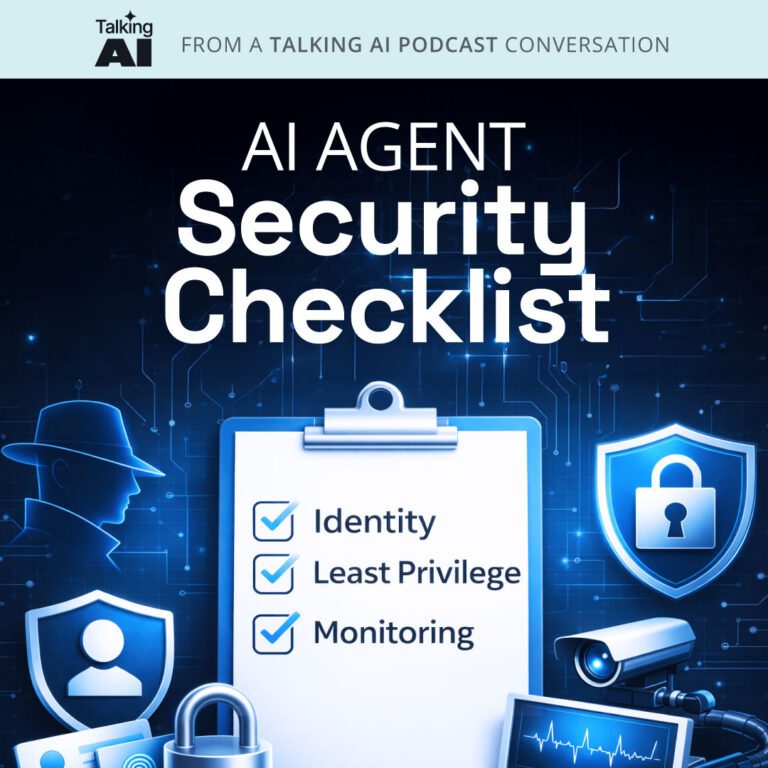 Talking
AI
FROM A TALKING AI PODCAST CONVERSATION
AI AGENT
Security
Checklist
Identity
Least Privilege
Monitoring